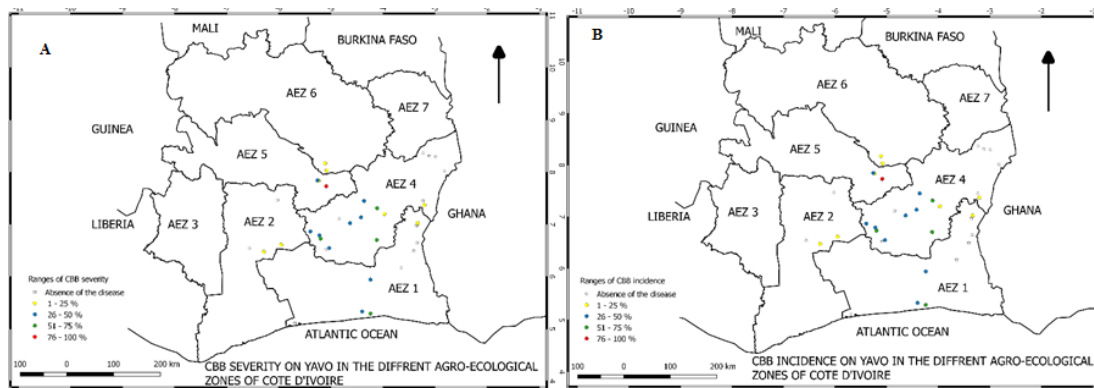 A
MALI
BURKINA FASO
AEZ 6
AEZ 7
GUINEA
AEZ 5
AEZ 4
LIBERIA
AEZ 3
AEZ 2
GHANA
AEZ 1
Ranges of CBB severity
Absence of the disease
1 - 25 %
26 - 50 %
51 - 75 %
76 - 100 %
ATLANTIC OCEAN
100 0 100 200 km
CBB SEVERITY ON YAVO IN THE DIFFRENT AGRO-ECOLOGICAL
ZONES OF COTE D'IVOIRE
-9 -8 -7 -6 -5 -4 -3 -2
B
MALI
BURKINA FASO
AEZ 6
AEZ 7
GUINEA
AEZ 5
AEZ 4
LIBERIA
AEZ 3
AEZ 2
GHANA
AEZ 1
Ranges of CBB incidence
Absence of the disease
1 - 25 %
26 - 50 %
51 - 75 %
76 - 100 %
ATLANTIC OCEAN
100 0 100 200 km
CBB INCIDENCE ON YAVO IN THE DIFFRENT AGRO-ECOLOGICAL
ZONES OF COTE D'IVOIRE